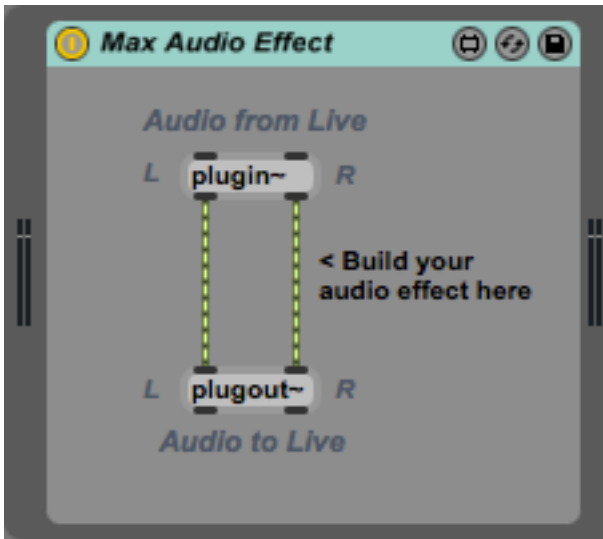 Max Audio Effect
Audio from Live
L plugin~ R
< Build your
audio effect here
L plugout~ R
Audio to Live